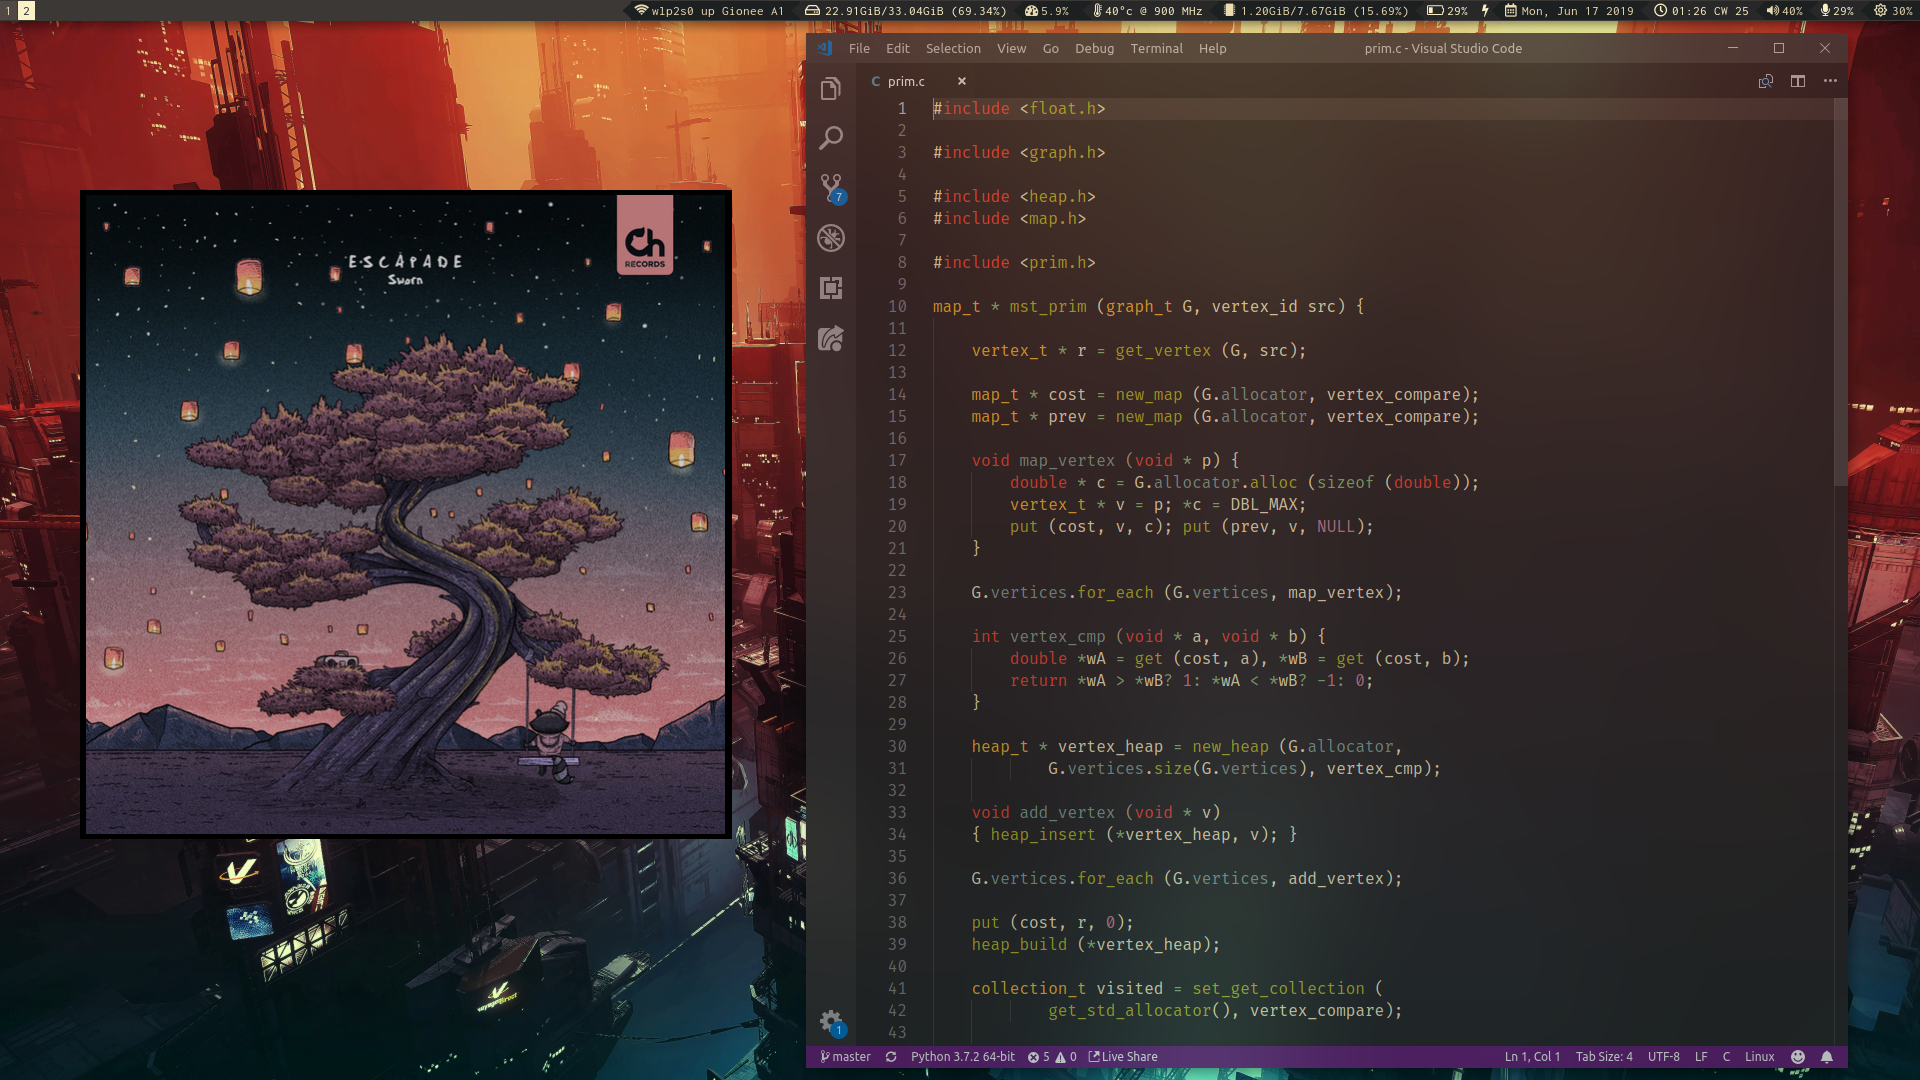 1 2 w1p2s0 up Gionee A1 22.91GiB/33.04GiB (69.34%) 5.9% 40°c @ 900 MHz 1.20GiB/7.67GiB (15.69%) 29% Mon, Jun 17 2019 01:26 CW 25 40% 29% 30%
File Edit Selection View Go Debug Terminal Help prim.c - Visual Studio Code
C prim.c
7
1
ESCAPADE
Sworn
Ch
RECORDS
1 #include <float.h>
2
3 #include <graph.h>
4
5 #include <heap.h>
6 #include <map.h>
7
8 #include <prim.h>
9
10 map_t * mst_prim (graph_t G, vertex_id src) {
11
12     vertex_t * r = get_vertex (G, src);
13
14     map_t * cost = new_map (G.allocator, vertex_compare);
15     map_t * prev = new_map (G.allocator, vertex_compare);
16
17     void map_vertex (void * p) {
18         double * c = G.allocator.alloc (sizeof (double));
19         vertex_t * v = p; *c = DBL_MAX;
20         put (cost, v, c); put (prev, v, NULL);
21     }
22
23     G.vertices.for_each (G.vertices, map_vertex);
24
25     int vertex_cmp (void * a, void * b) {
26         double *wA = get (cost, a), *wB = get (cost, b);
27         return *wA > *wB? 1: *wA < *wB? -1: 0;
28     }
29
30     heap_t * vertex_heap = new_heap (G.allocator,
31             G.vertices.size(G.vertices), vertex_cmp);
32
33     void add_vertex (void * v)
34     { heap_insert (*vertex_heap, v); }
35
36     G.vertices.for_each (G.vertices, add_vertex);
37
38     put (cost, r, 0);
39     heap_build (*vertex_heap);
40
41     collection_t visited = set_get_collection (
42             get_std_allocator(), vertex_compare);
43
master Python 3.7.2 64-bit 5 0 Live Share Ln 1, Col 1 Tab Size: 4 UTF-8 LF C Linux